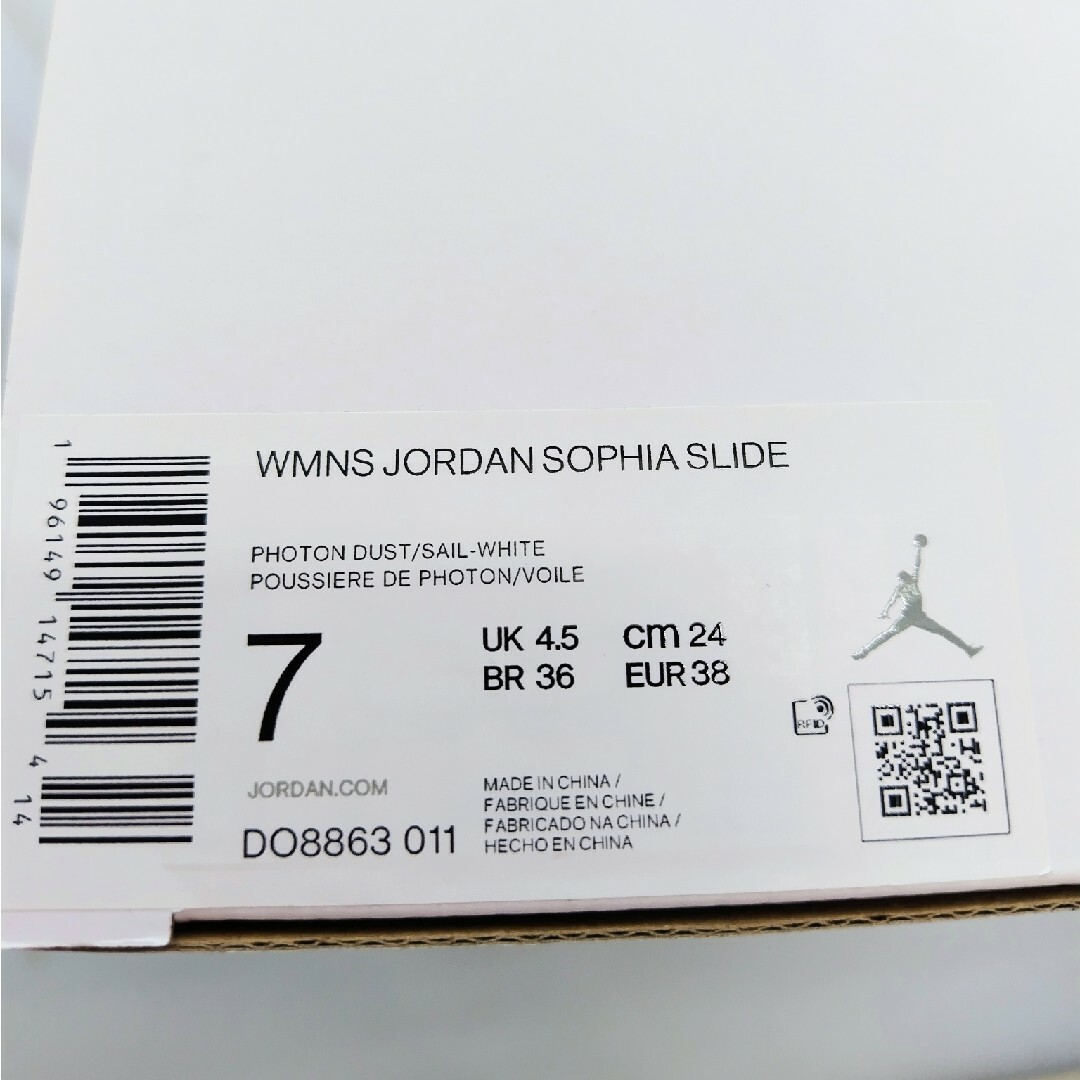 WMNS JORDAN SOPHIA SLIDE
PHOTON DUST/SAIL-WHITE
POUSSIERE DE PHOTON/VOILE
7
UK 4.5 cm 24
BR 36 EUR 38
RFID
JORDAN.COM
DO8863 011
MADE IN CHINA /
FABRIQUE EN CHINE /
FABRICADO NA CHINA /
HECHO EN CHINA
1 96149 14715 4 14